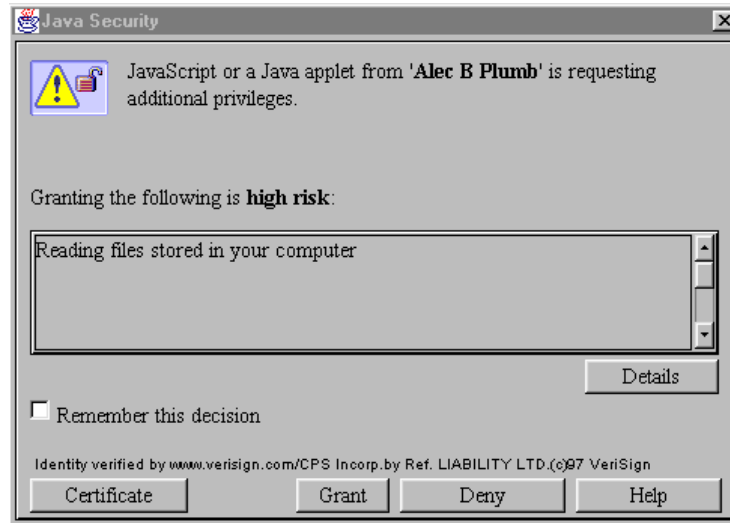 Java Security
JavaScript or a Java applet from 'Alec B Plumb' is requesting
additional privileges.
Granting the following is high risk:
Reading files stored in your computer
Details
Remember this decision
Identity verified by www.verisign.com/CPS Incorp.by Ref. LIABILITY LTD.(c)97 VeriSign
Certificate Grant Deny Help